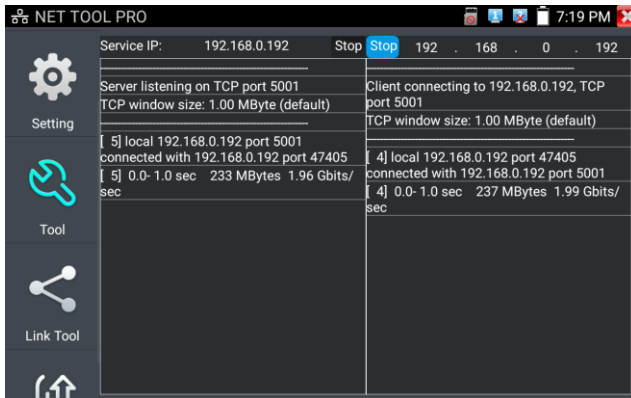 NET TOOL PRO
7:19 PM
Setting
Tool
Link Tool
Service IP: 192.168.0.192 Stop
Server listening on TCP port 5001
TCP window size: 1.00 MByte (default)
[ 5] local 192.168.0.192 port 5001
connected with 192.168.0.192 port 47405
[ 5] 0.0- 1.0 sec 233 MBytes 1.96 Gbits/
sec
Stop 192 . 168 . 0 . 192
Client connecting to 192.168.0.192, TCP
port 5001
TCP window size: 1.00 MByte (default)
[ 4] local 192.168.0.192 port 47405
connected with 192.168.0.192 port 5001
[ 4] 0.0- 1.0 sec 237 MBytes 1.99 Gbits/
sec